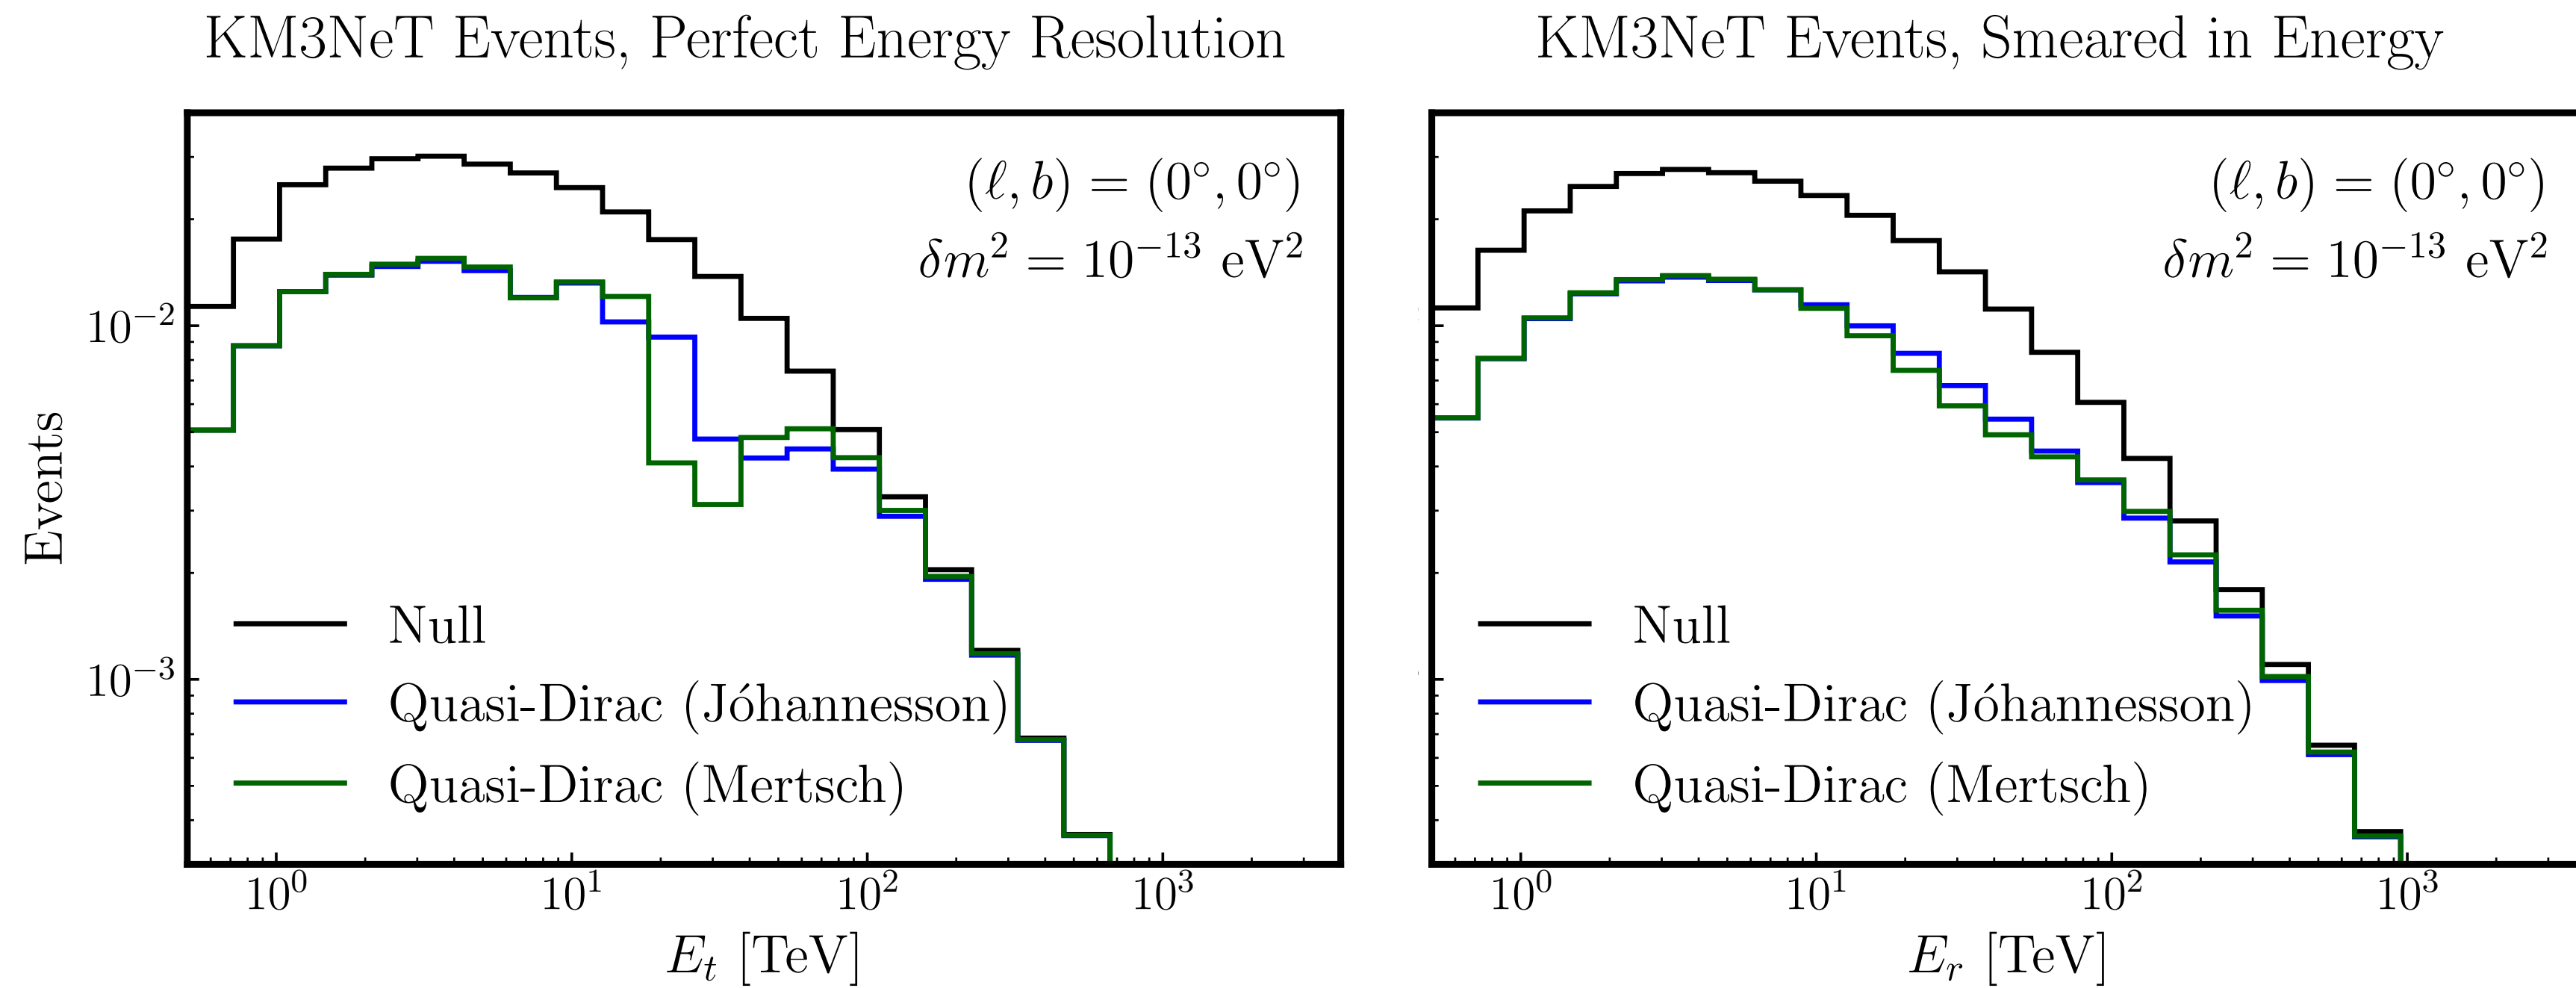 KM3NeT Events, Perfect Energy Resolution
(ℓ, b) = (0°, 0°)
δm² = 10⁻¹³ eV²
10⁻²
10⁻³
Events
Null
Quasi-Dirac (Jóhannesson)
Quasi-Dirac (Mertsch)
10⁰ 10¹ 10² 10³
Eₜ [TeV]
KM3NeT Events, Smeared in Energy
(ℓ, b) = (0°, 0°)
δm² = 10⁻¹³ eV²
Null
Quasi-Dirac (Jóhannesson)
Quasi-Dirac (Mertsch)
10⁰ 10¹ 10² 10³
Eᵣ [TeV]